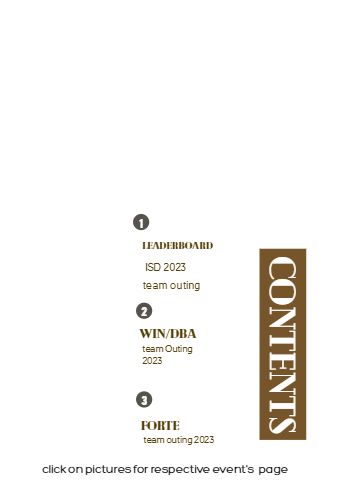 1
LEADERBOARD
ISD 2023
team outing
2
WIN/DBA
team Outing
2023
3
FORTE
team outing 2023
CONTENTS
click on pictures for respective event's page